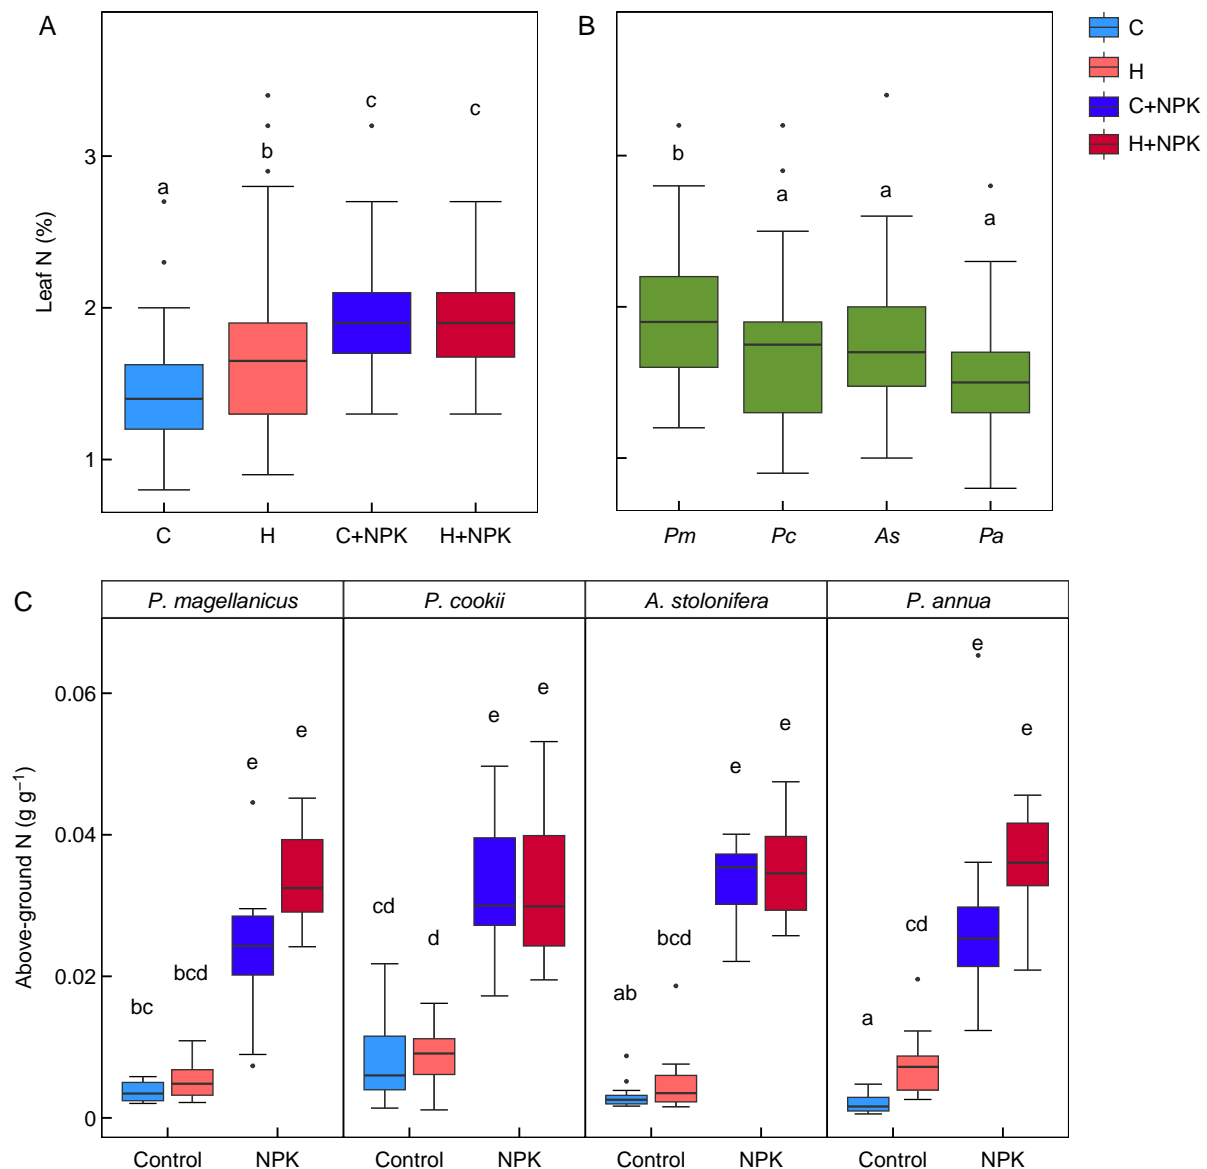 A
B
C
H
C+NPK
H+NPK
Leaf N (%)
3
2
1
a
b
c
c
b
a
a
a
C
H
C+NPK
H+NPK
Pm
Pc
As
Pa
C
P. magellanicus
P. cookii
A. stolonifera
P. annua
Above-ground N (g g⁻¹)
0.06
0.04
0.02
0
bc
bcd
e
e
cd
d
e
e
ab
bcd
e
e
a
cd
e
e
Control
NPK
Control
NPK
Control
NPK
Control
NPK